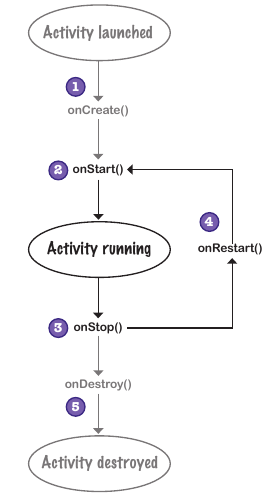 Activity launched
1
onCreate()
2 onStart()
4
Activity running
onRestart()
3 onStop()
onDestroy()
5
Activity destroyed